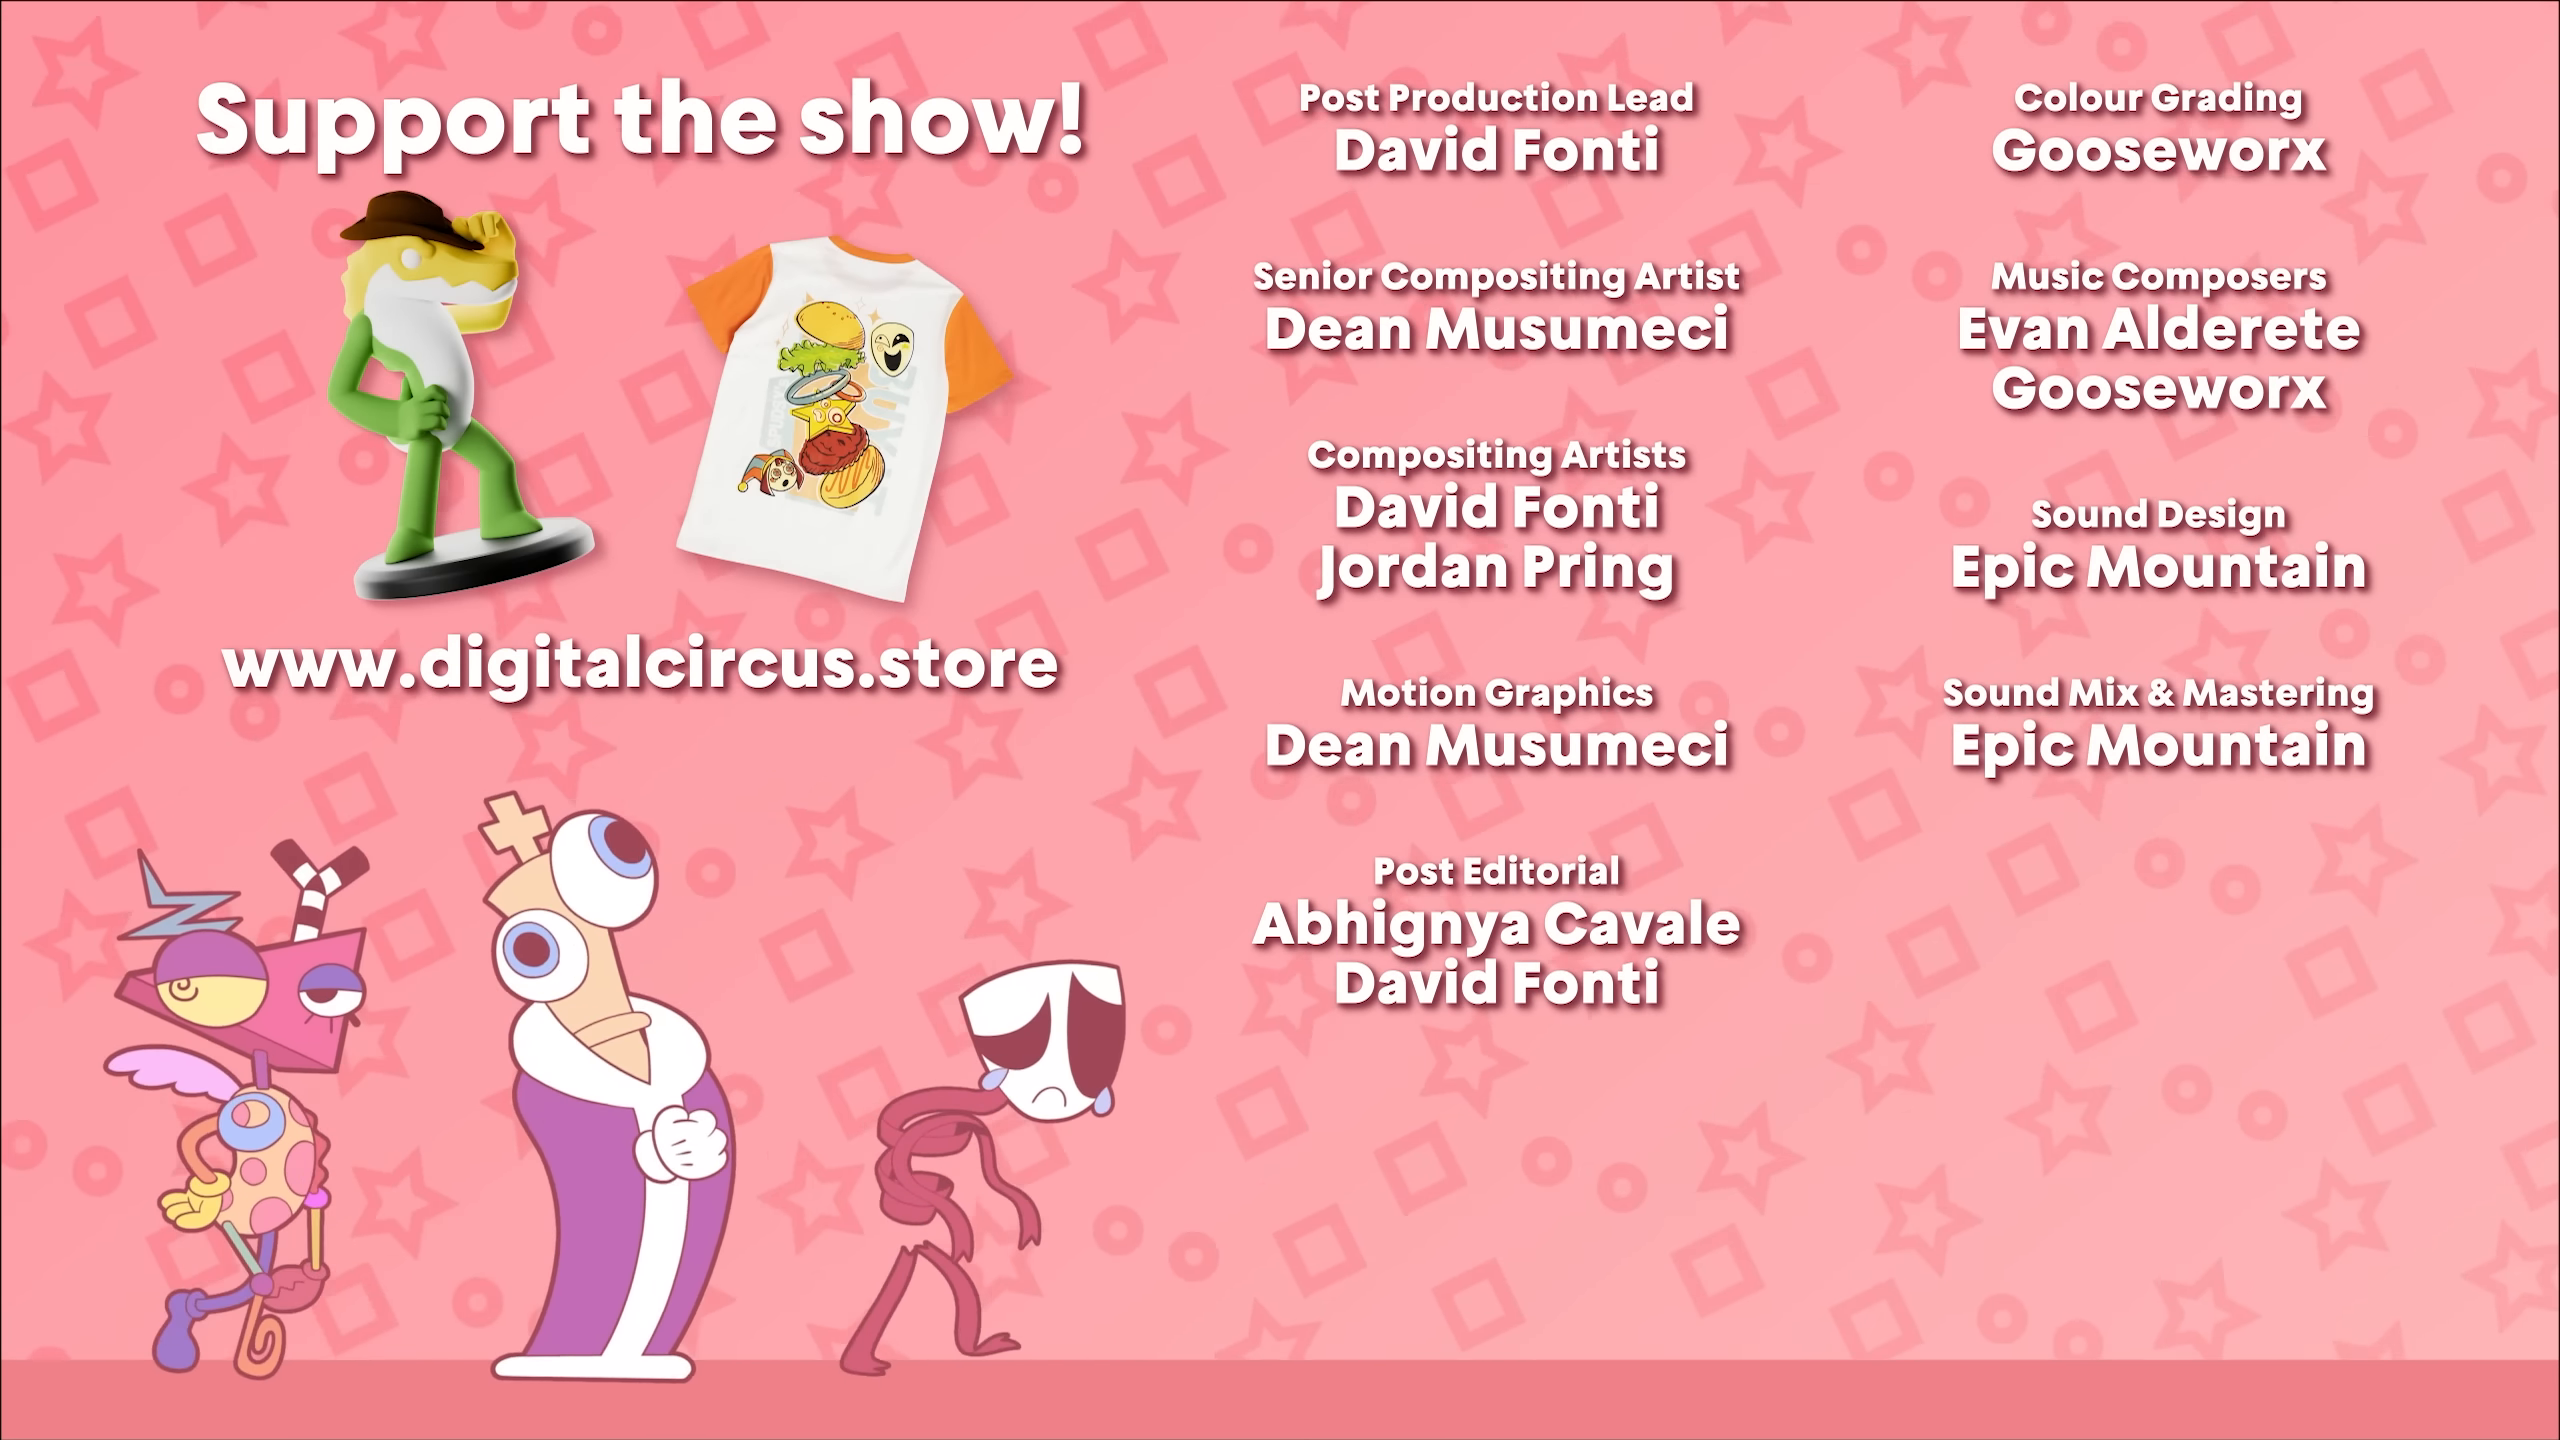 Support the show!
www.digitalcircus.store
Post Production Lead
David Fonti
Senior Compositing Artist
Dean Musumeci
Compositing Artists
David Fonti
Jordan Pring
Motion Graphics
Dean Musumeci
Post Editorial
Abhignya Cavale
David Fonti
Colour Grading
Gooseworx
Music Composers
Evan Alderete
Gooseworx
Sound Design
Epic Mountain
Sound Mix & Mastering
Epic Mountain